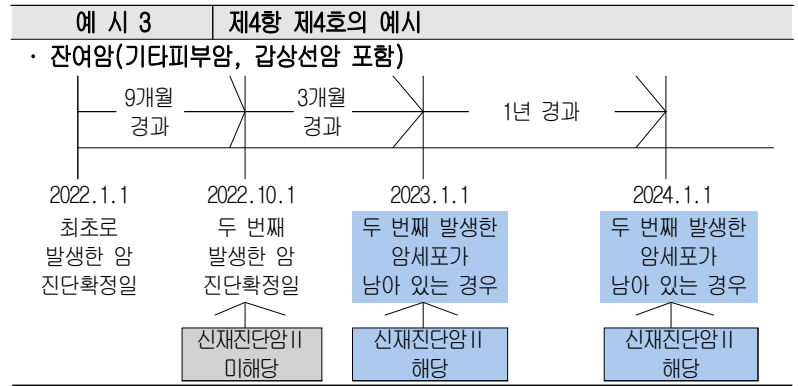 예 시 3 제4항 제4호의 예시
· 잔여암(기타피부암, 갑상선암 포함)
9개월 3개월
경과 경과 1년 경과
2022.1.1 2022.10.1 2023.1.1 2024.1.1
최초로 두 번째 두 번째 발생한 두 번째 발생한
발생한 암 발생한 암 암세포가 암세포가
진단확정일 진단확정일 남아 있는 경우 남아 있는 경우
신재진단암Ⅱ 신재진단암Ⅱ 신재진단암Ⅱ
미해당 해당 해당